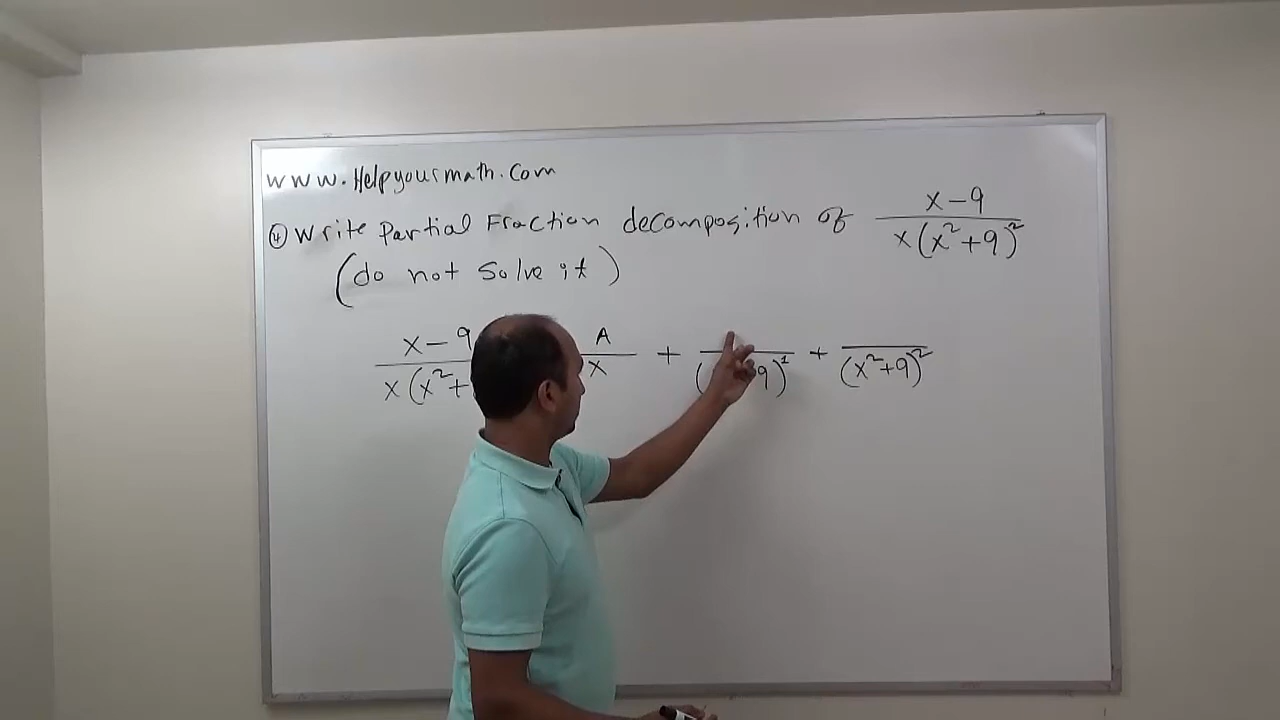 www.Helpyourmath.com
④ Write Partial Fraction decomposition of x-9 / x(x²+9)²
(do not solve it)
x-9 / x(x²+ A / x + / ( 9)¹ + / (x²+9)²